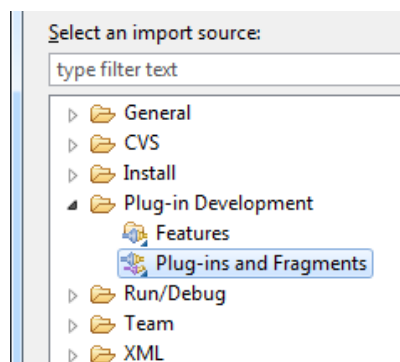 Select an import source:
type filter text
General
CVS
Install
Plug-in Development
Features
Plug-ins and Fragments
Run/Debug
Team
XML